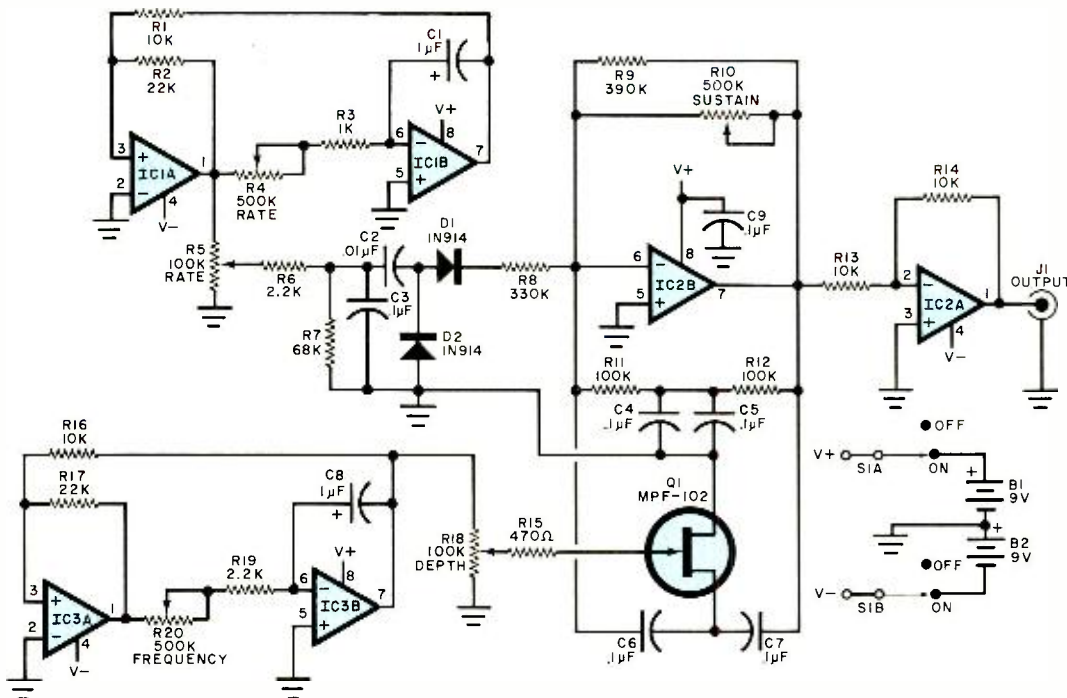 R1
10K
R2
22K
3
+
IC1A
1
2
−
4
V−
R4
500K
RATE
R3
1K
C1
1µF
+
V+
6
−
8
IC1B
7
5
+
R5
100K
RATE
R6
2.2K
C2
.01µF
D1
1N914
R7
68K
C3
.1µF
D2
1N914
R8
330K
R9
390K
R10
500K
SUSTAIN
V+
C9
.1µF
6
−
8
IC2B
7
5
+
R13
10K
R14
10K
2
−
IC2A
1
3
+
4
V−
J1
OUTPUT
R11
100K
R12
100K
C4
.1µF
C5
.1µF
Q1
MPF-102
C6
.1µF
C7
.1µF
R16
10K
R17
22K
3
+
IC3A
1
2
−
4
V−
R20
500K
FREQUENCY
R19
2.2K
C8
1µF
+
V+
6
−
8
IC3B
7
5
+
R18
100K
DEPTH
R15
470Ω
OFF
V+
S1A
ON
+
B1
9V
+
B2
9V
OFF
V−
S1B
ON